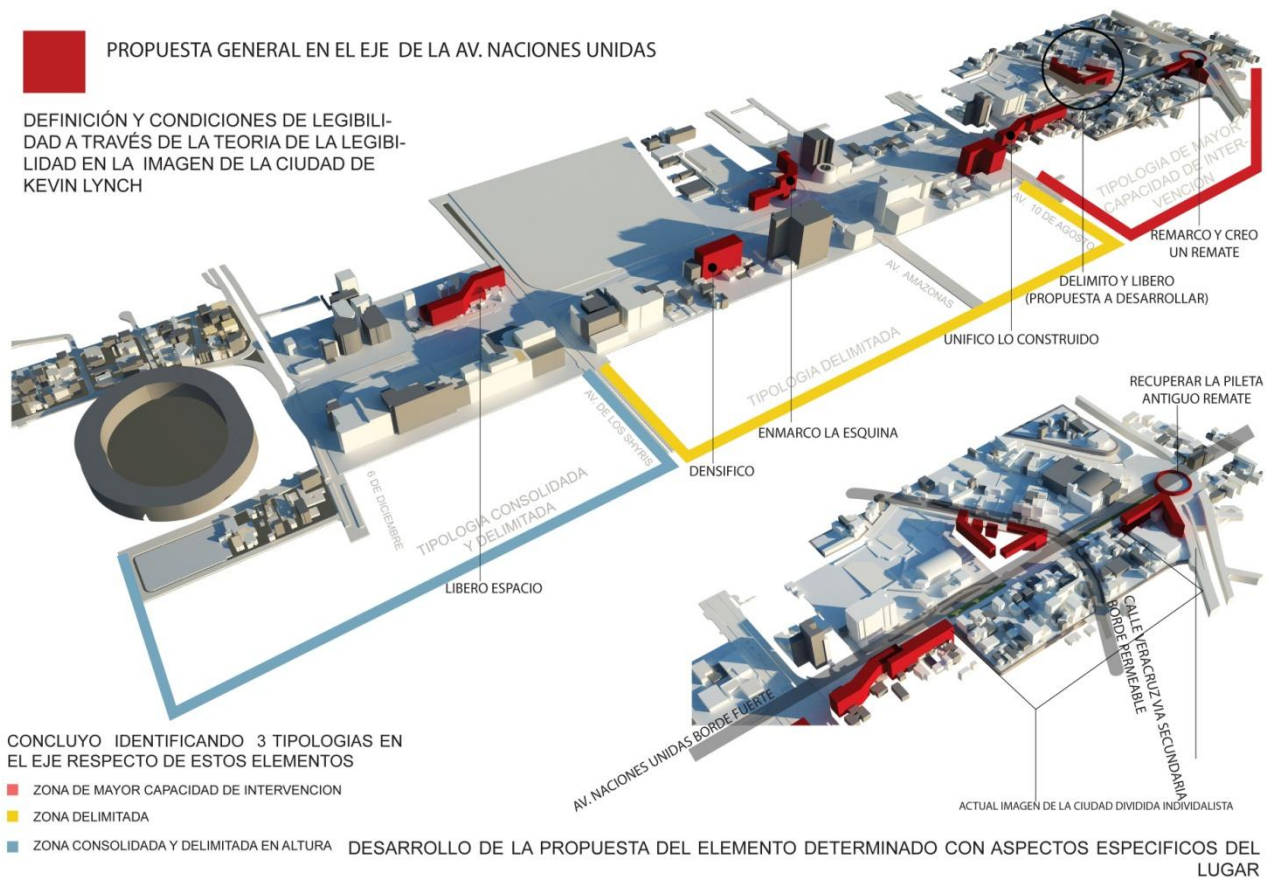 PROPUESTA GENERAL EN EL EJE DE LA AV. NACIONES UNIDAS
DEFINICIÓN Y CONDICIONES DE LEGIBILI-
DAD A TRAVÉS DE LA TEORIA DE LA LEGIBI-
LIDAD EN LA IMAGEN DE LA CIUDAD DE
KEVIN LYNCH
TIPOLOGIA DE MAYOR
CAPACIDAD DE INTER-
VENCIÓN
REMARCO Y CREO
UN REMATE
AV. 10 DE AGOSTO
DELIMITO Y LIBERO
(PROPUESTA A DESARROLLAR)
AV. AMAZONAS
UNIFICO LO CONSTRUIDO
TIPOLOGÍA DELIMITADA
ENMARCO LA ESQUINA
DENSIFICO
AV. DE LOS SHYRIS
6 DE DICIEMBRE
TIPOLOGIA CONSOLIDADA
Y DELIMITADA
LIBERO ESPACIO
RECUPERAR LA PILETA
ANTIGUO REMATE
CALLE VERACRUZ VIA SECUNDARIA
BORDE PERMEABLE
AV. NACIONES UNIDAS BORDE FUERTE
ACTUAL IMAGEN DE LA CIUDAD DIVIDIDA INDIVIDALISTA
CONCLUYO IDENTIFICANDO 3 TIPOLOGIAS EN
EL EJE RESPECTO DE ESTOS ELEMENTOS
ZONA DE MAYOR CAPACIDAD DE INTERVENCION
ZONA DELIMITADA
ZONA CONSOLIDADA Y DELIMITADA EN ALTURA
DESARROLLO DE LA PROPUESTA DEL ELEMENTO DETERMINADO CON ASPECTOS ESPECIFICOS DEL
LUGAR